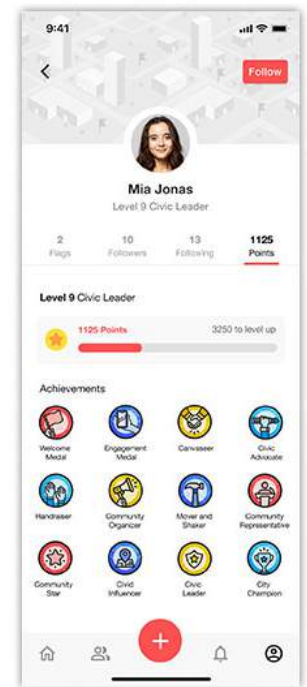 9:41
Follow
Mia Jonas
Level 9 Civic Leader
2 10 13 1125
Flags Followers Following Points
Level 9 Civic Leader
1125 Points 3250 to level up
Achievements
Welcome Engagement Canvaseer Civic
Medal Medal Advocate
Handraiser Community Mover and Community
Organizer Shaker Representative
Community Civid Civic City
Star Influencer Leader Champion